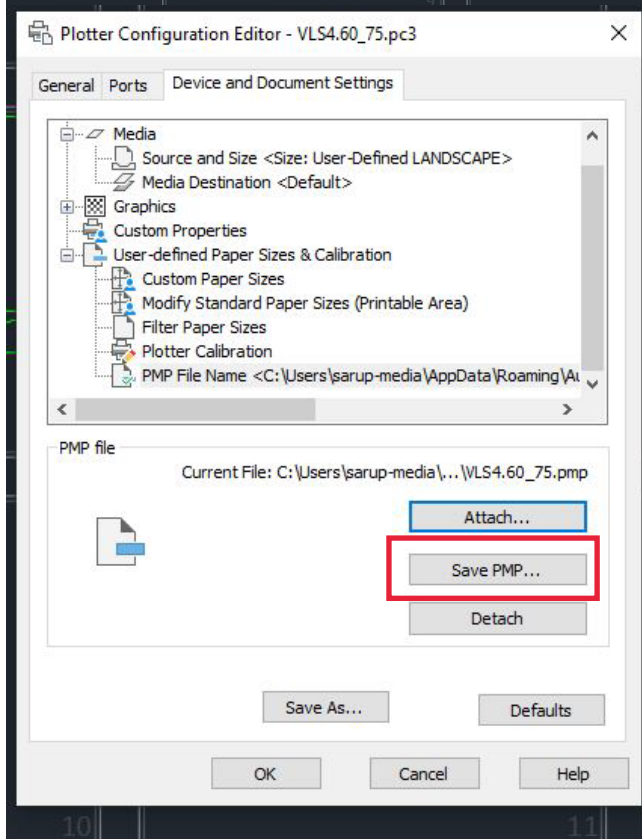 Plotter Configuration Editor - VLS4.60_75.pc3
General Ports Device and Document Settings
Media
Source and Size <Size: User-Defined LANDSCAPE>
Media Destination <Default>
Graphics
Custom Properties
User-defined Paper Sizes & Calibration
Custom Paper Sizes
Modify Standard Paper Sizes (Printable Area)
Filter Paper Sizes
Plotter Calibration
PMP File Name <C:\Users\sarup-media\AppData\Roaming\Au
PMP file
Current File: C:\Users\sarup-media\...\VLS4.60_75.pmp
Attach...
Save PMP...
Detach
Save As... Defaults
OK Cancel Help
10 11